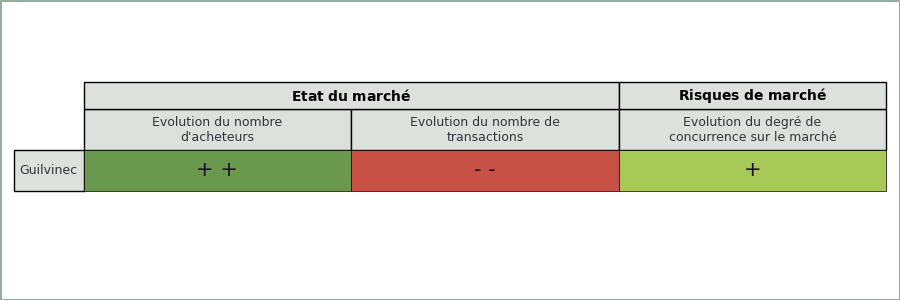 Etat du marché
Risques de marché
Evolution du nombre
d'acheteurs
Evolution du nombre de
transactions
Evolution du degré de
concurrence sur le marché
Guilvinec
+ +
- -
+